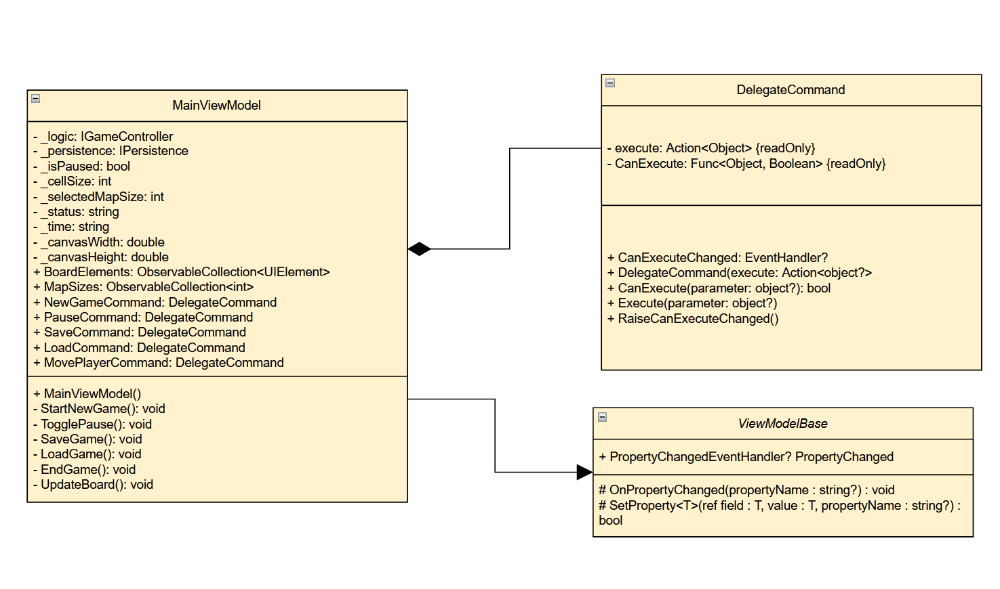 MainViewModel
- _logic: IGameController
- _persistence: IPersistence
- _isPaused: bool
- _cellSize: int
- _selectedMapSize: int
- _status: string
- _time: string
- _canvasWidth: double
- _canvasHeight: double
+ BoardElements: ObservableCollection<UIElement>
+ MapSizes: ObservableCollection<int>
+ NewGameCommand: DelegateCommand
+ PauseCommand: DelegateCommand
+ SaveCommand: DelegateCommand
+ LoadCommand: DelegateCommand
+ MovePlayerCommand: DelegateCommand
+ MainViewModel()
- StartNewGame(): void
- TogglePause(): void
- SaveGame(): void
- LoadGame(): void
- EndGame(): void
- UpdateBoard(): void
DelegateCommand
- execute: Action<Object> {readOnly}
- CanExecute: Func<Object, Boolean> {readOnly}
+ CanExecuteChanged: EventHandler?
+ DelegateCommand(execute: Action<object?>
+ CanExecute(parameter: object?): bool
+ Execute(parameter: object?)
+ RaiseCanExecuteChanged()
ViewModelBase
+ PropertyChangedEventHandler? PropertyChanged
# OnPropertyChanged(propertyName : string?) : void
# SetProperty<T>(ref field : T, value : T, propertyName : string?) :
bool